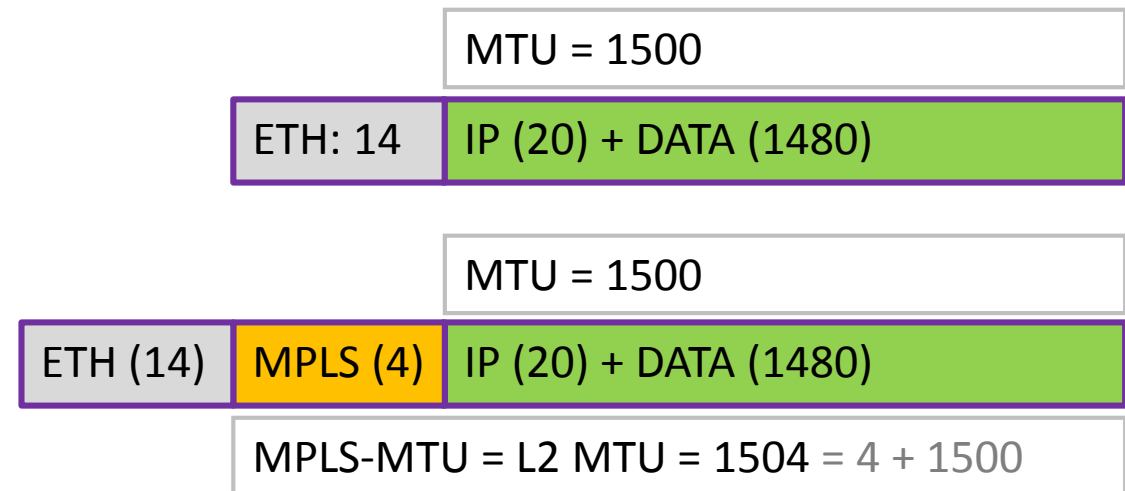 MTU = 1500
ETH: 14 IP (20) + DATA (1480)
MTU = 1500
ETH (14) MPLS (4) IP (20) + DATA (1480)
MPLS-MTU = L2 MTU = 1504 = 4 + 1500